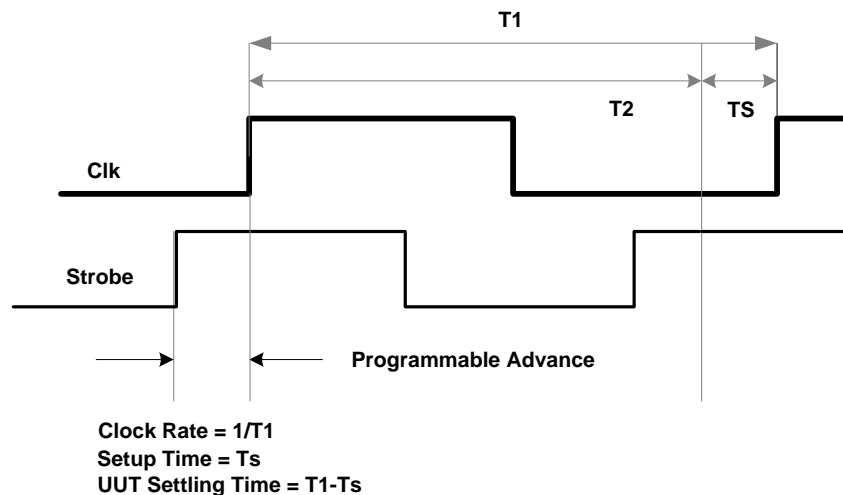 T1
T2
TS
Clk
Strobe
Programmable Advance
Clock Rate = 1/T1
Setup Time = Ts
UUT Settling Time = T1-Ts